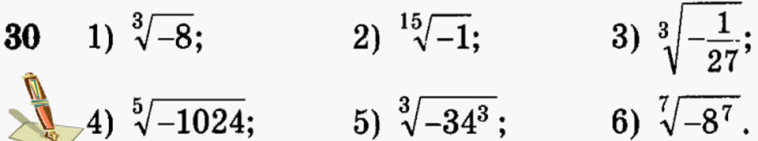 30 1) ∛−8; 2) ¹⁵√−1; 3) ∛−1/27;
4) ⁵√−1024; 5) ∛−34³; 6) ⁷√−8⁷.